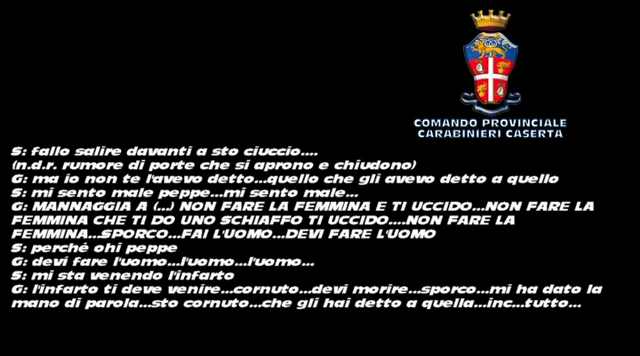 COMANDO PROVINCIALE
CARABINIERI CASERTA
S: fallo salire davanti a sto ciuccio....
(n.d.r. rumore di porte che si aprono e chiudono)
G: ma io non te l'avevo detto...quello che gli avevo detto a quello
S: mi sento male peppe...mi sento male...
G: MANNAGGIA A (...) NON FARE LA FEMMINA E TI UCCIDO...NON FARE LA
FEMMINA CHE TI DO UNO SCHIAFFO TI UCCIDO....NON FARE LA
FEMMINA...SPORCO...FAI L'UOMO...DEVI FARE L'UOMO
S: perchè ohi peppe
G: devi fare l'uomo...l'uomo...l'uomo...
S: mi sta venendo l'infarto
G: l'infarto ti deve venire...cornuto...devi morire...sporco...mi ha dato la
mano di parola...sto cornuto...che gli hai detto a quella...inc...tutto...